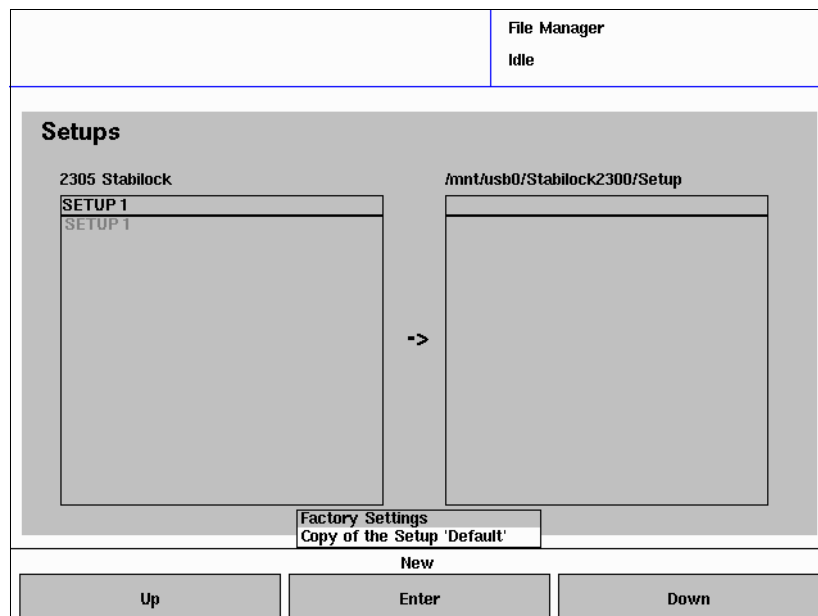 File Manager
Idle
Setups
2305 Stabilock
/mnt/usb0/Stabilock2300/Setup
SETUP 1
SETUP 1
->
Factory Settings
Copy of the Setup 'Default'
New
Up
Enter
Down